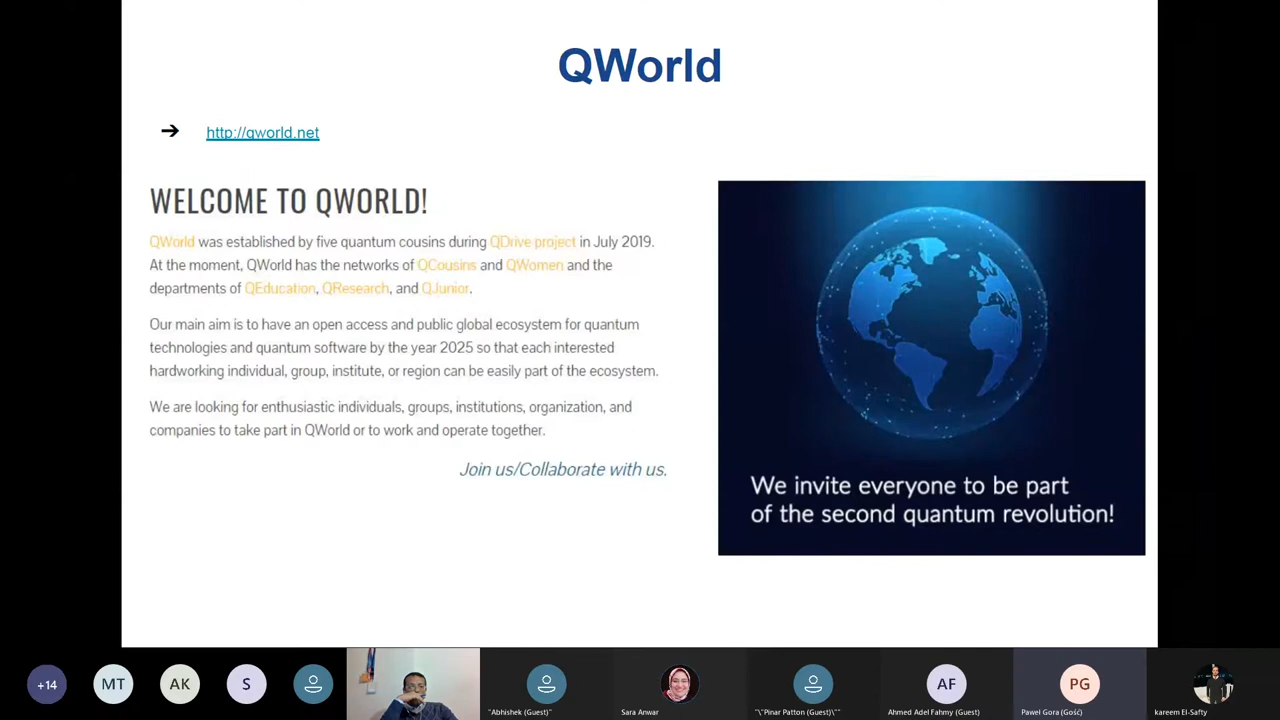 QWorld
➔ http://qworld.net
WELCOME TO QWORLD!
QWorld was established by five quantum cousins during QDrive project in July 2019.
At the moment, QWorld has the networks of QCousins and QWomen and the
departments of QEducation, QResearch, and QJunior.
Our main aim is to have an open access and public global ecosystem for quantum
technologies and quantum software by the year 2025 so that each interested
hardworking individual, group, institute, or region can be easily part of the ecosystem.
We are looking for enthusiastic individuals, groups, institutions, organization, and
companies to take part in QWorld or to work and operate together.
Join us/Collaborate with us.
We invite everyone to be part
of the second quantum revolution!
+14 MT AK S AF PG
"Abhishek (Guest)" Sara Anwar "\"Pinar Patton (Guest)\"" Ahmed Adel Fahmy (Guest) Paweł Gora (Gość) kareem El-Safty